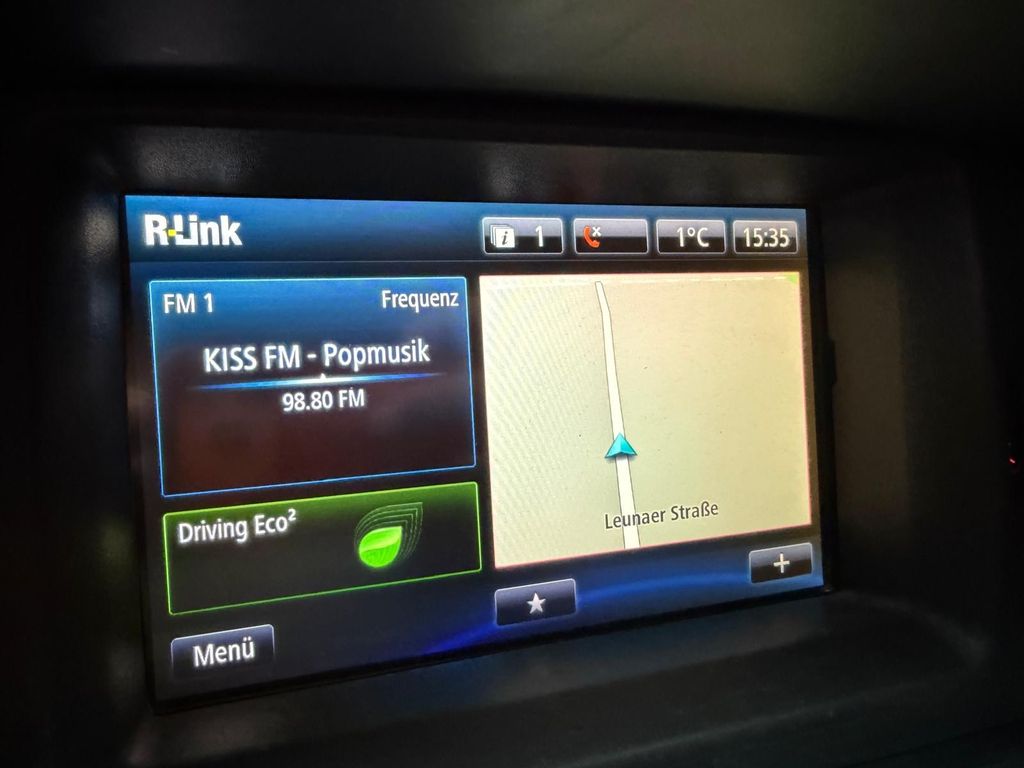 R-Link
1
1°C
15:35
FM 1
Frequenz
KISS FM - Popmusik
98.80 FM
Driving Eco²
Leunaer Straße
+
Menü